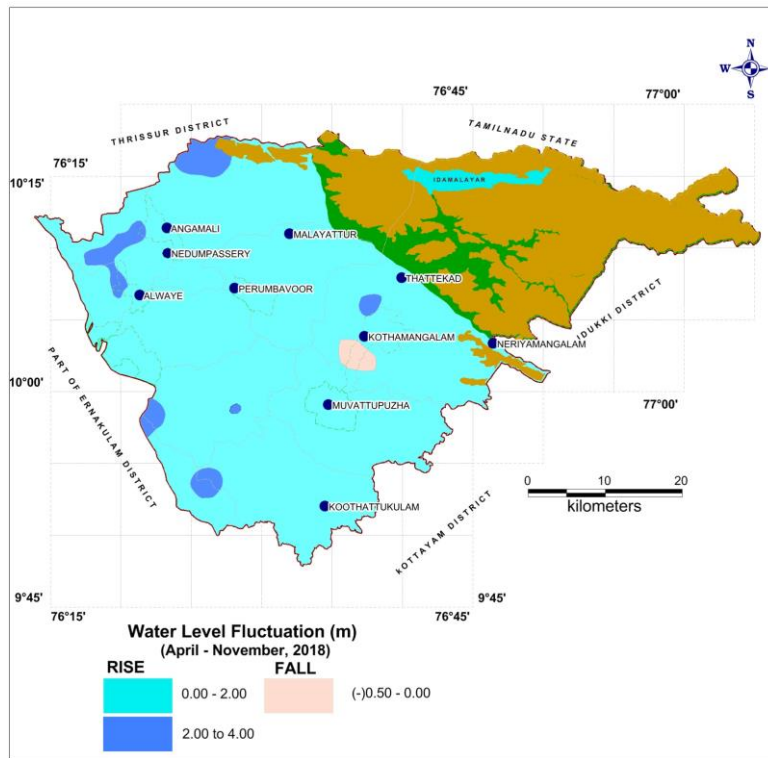 N
W E
S
76°45'
77°00'
THRISSUR DISTRICT
TAMILNADU STATE
76°15'
10°15'
IDAMALAYAR
ANGAMALI
MALAYATTUR
NEDUMPASSERY
THATTEKAD
ALWAYE
PERUMBAVOOR
IDUKKI DISTRICT
KOTHAMANGALAM
NERIYAMANGALAM
PART OF ERNAKULAM DISTRICT
10°00'
77°00'
MUVATTUPUZHA
0 10 20
kilometers
KOOTHATTUKULAM
KOTTAYAM DISTRICT
9°45'
76°15'
76°45'
9°45'
Water Level Fluctuation (m)
(April - November, 2018)
RISE FALL
0.00 - 2.00 (-)0.50 - 0.00
2.00 to 4.00